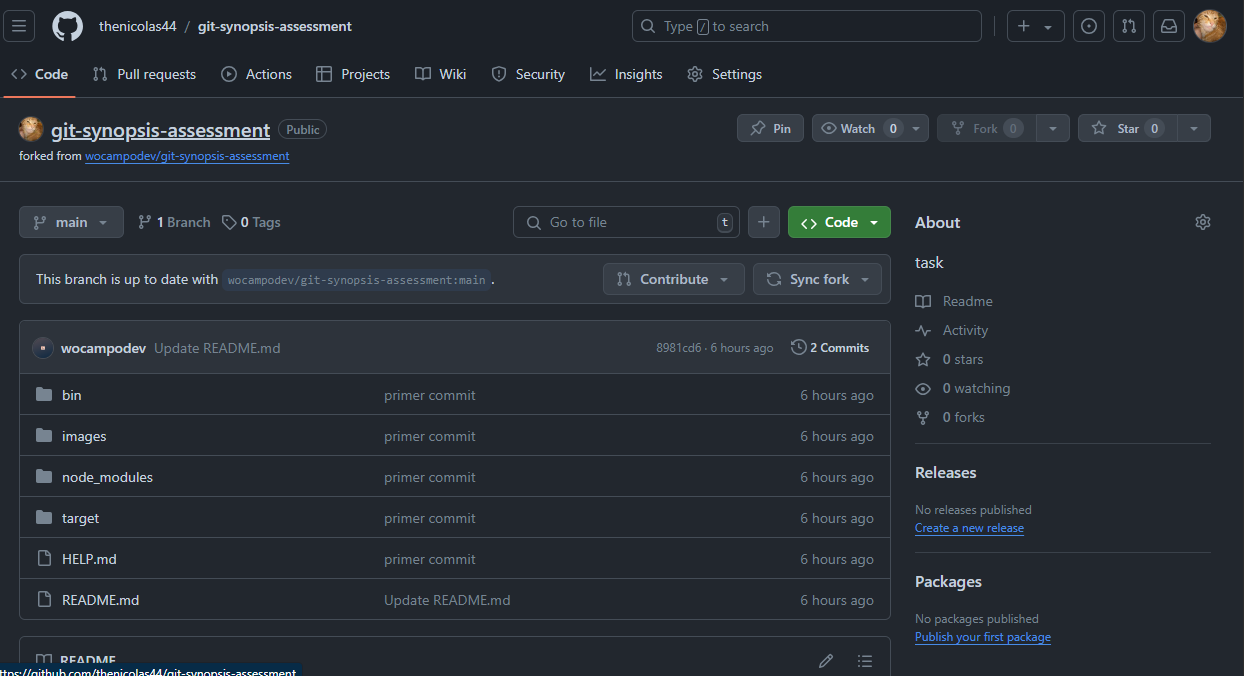 thenicolas44 / git-synopsis-assessment
Type / to search
Code
Pull requests
Actions
Projects
Wiki
Security
Insights
Settings
git-synopsis-assessment
Public
Pin
Watch 0
Fork 0
Star 0
forked from wocampodev/git-synopsis-assessment
main
1 Branch
0 Tags
Go to file
t
Code
This branch is up to date with wocampodev/git-synopsis-assessment:main .
Contribute
Sync fork
wocampodev Update README.md
8981cd6 · 6 hours ago
2 Commits
bin primer commit 6 hours ago
images primer commit 6 hours ago
node_modules primer commit 6 hours ago
target primer commit 6 hours ago
HELP.md primer commit 6 hours ago
README.md Update README.md 6 hours ago
README
ttps://github.com/thenicolas44/git-synopsis-assessment
About
task
Readme
Activity
0 stars
0 watching
0 forks
Releases
No releases published
Create a new release
Packages
No packages published
Publish your first package